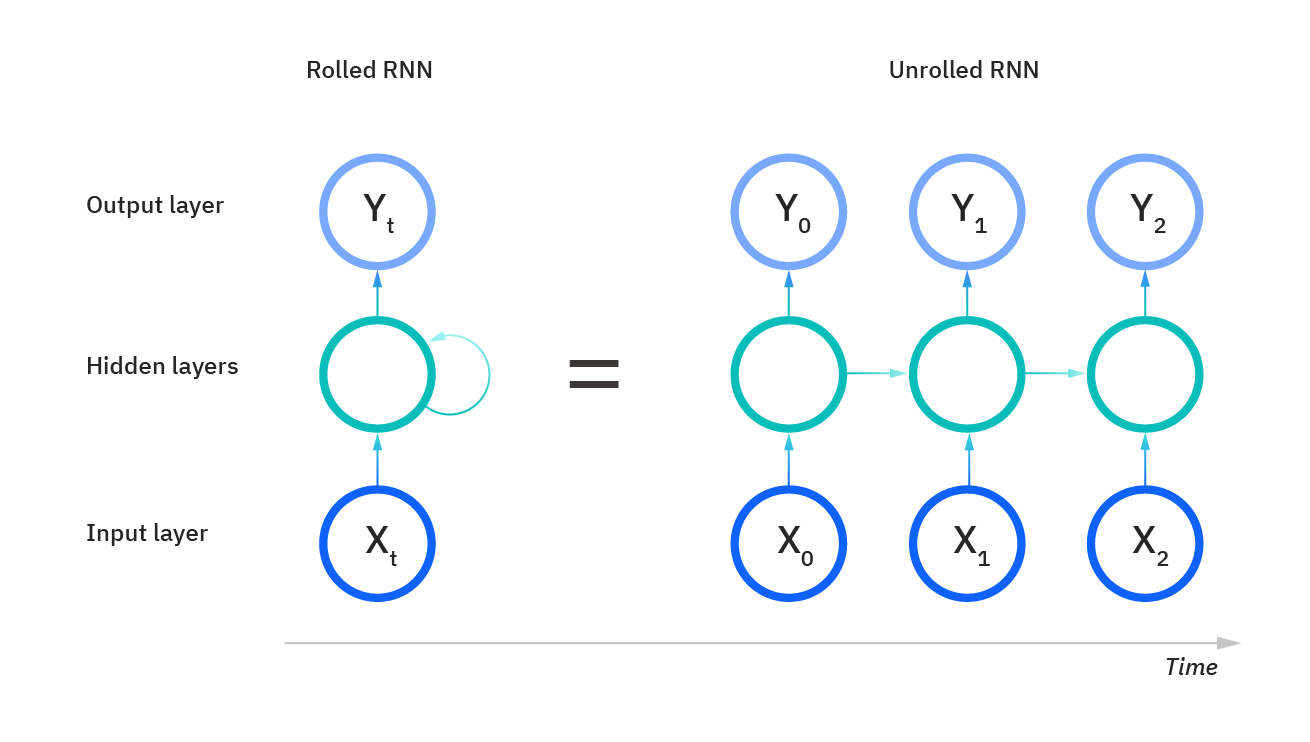 Rolled RNN Unrolled RNN
Output layer Yt Y0 Y1 Y2
Hidden layers =
Input layer Xt X0 X1 X2
Time